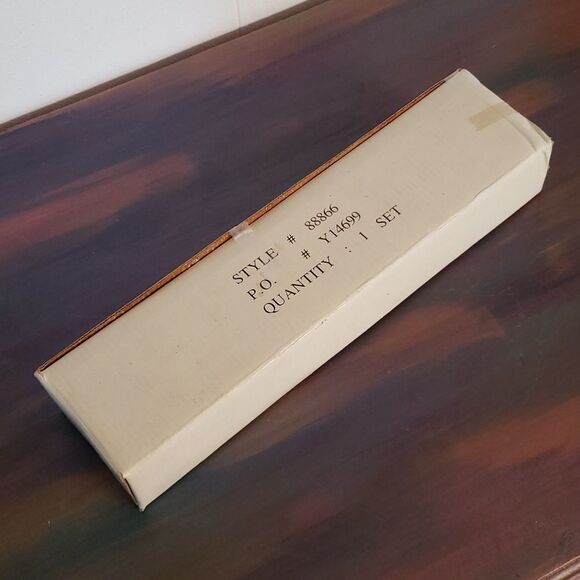 STYLE # 88866
P.O. # Y14699
QUANTITY : 1 SET